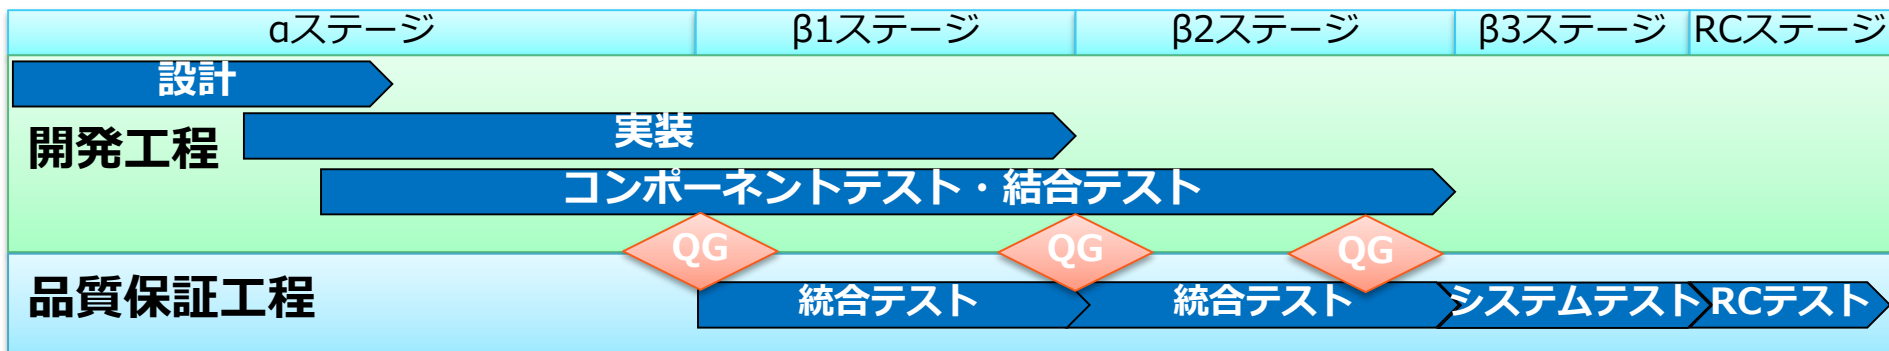 αステージ
β1ステージ
β2ステージ
β3ステージ
RCステージ
設計
開発工程
実装
コンポーネントテスト・結合テスト
QG
QG
QG
品質保証工程
統合テスト
統合テスト
システムテスト
RCテスト